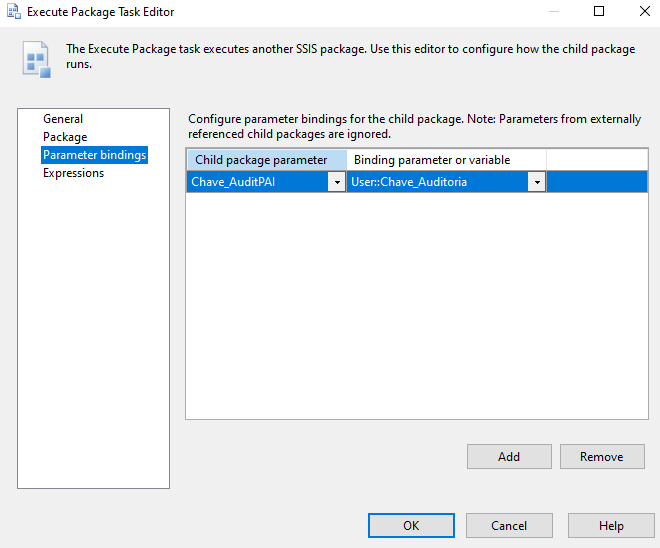 Execute Package Task Editor
The Execute Package task executes another SSIS package. Use this editor to configure how the child package
runs.
General
Package
Parameter bindings
Expressions
Configure parameter bindings for the child package. Note: Parameters from externally
referenced child packages are ignored.
Child package parameter Binding parameter or variable
Chave_AuditPAI User::Chave_Auditoria
Add Remove
OK Cancel Help